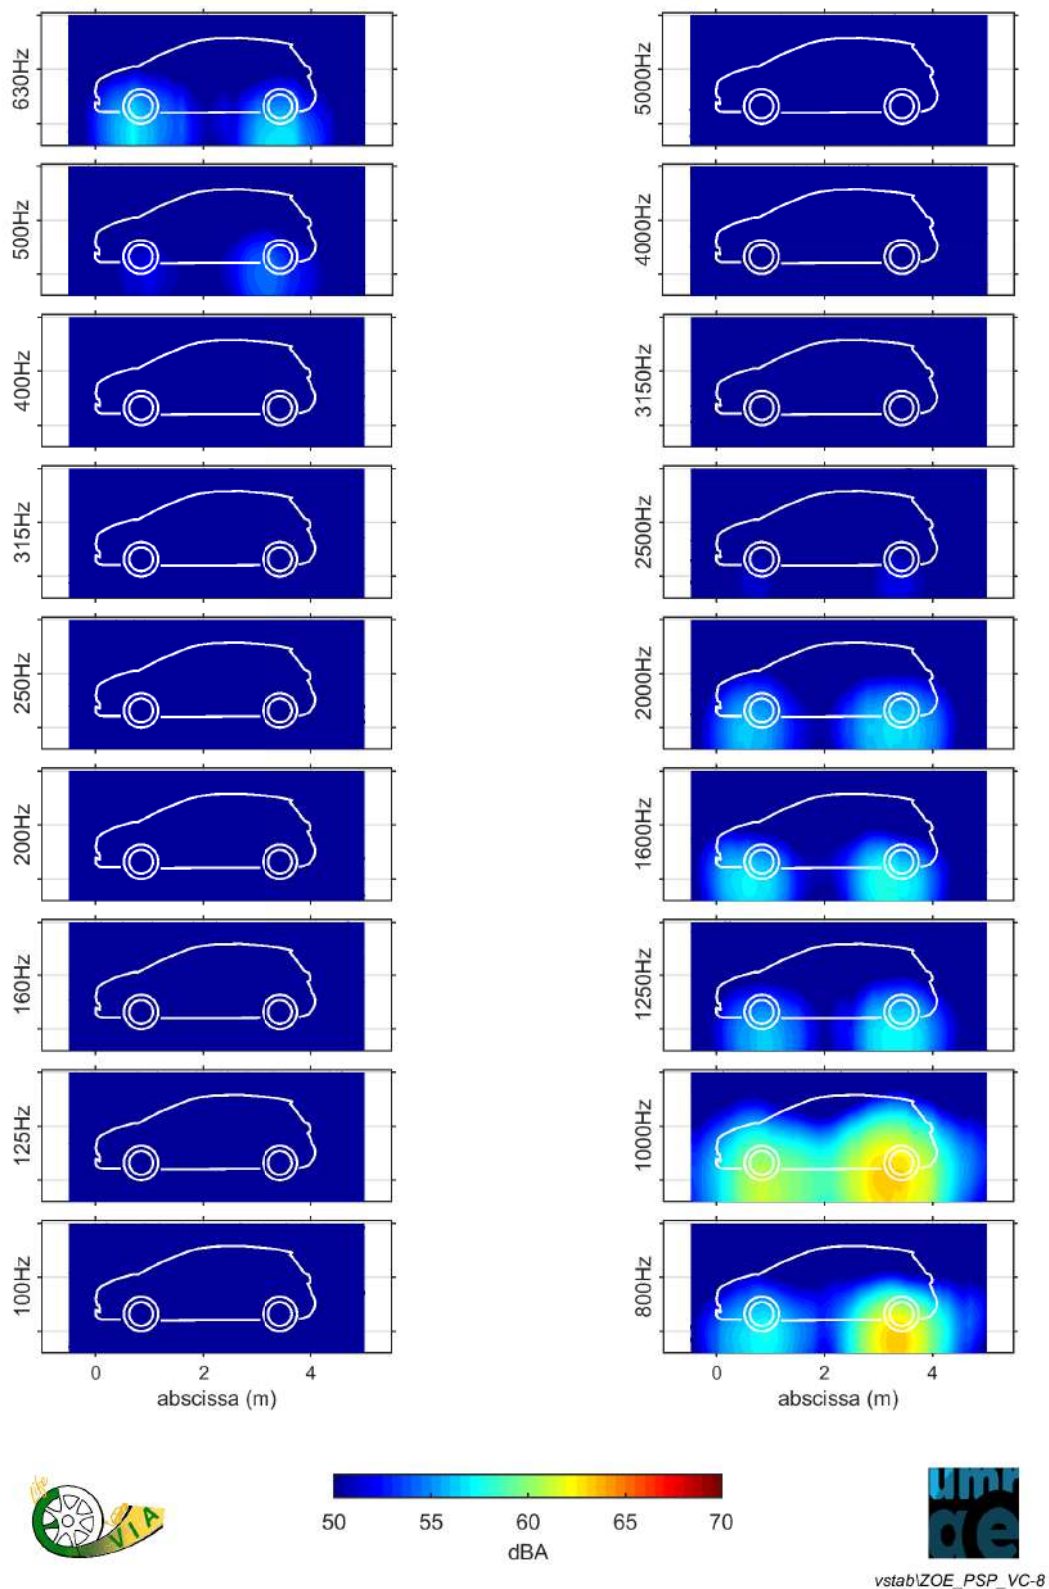 630Hz
500Hz
400Hz
315Hz
250Hz
200Hz
160Hz
125Hz
100Hz
0 2 4
abscissa (m)
5000Hz
4000Hz
3150Hz
2500Hz
2000Hz
1600Hz
1250Hz
1000Hz
800Hz
0 2 4
abscissa (m)
life
VIA
50 55 60 65 70
dBA
umr
ae
vstab\ZOE_PSP_VC-8